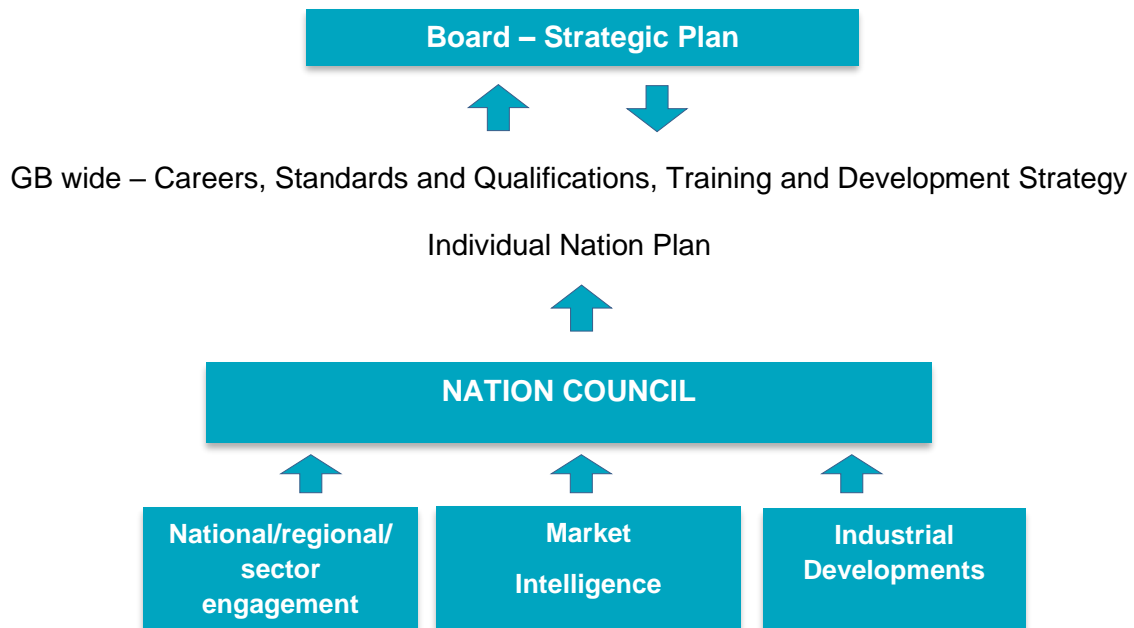 Board – Strategic Plan
GB wide – Careers, Standards and Qualifications, Training and Development Strategy
Individual Nation Plan
NATION COUNCIL
National/regional/
sector
engagement
Market
Intelligence
Industrial
Developments